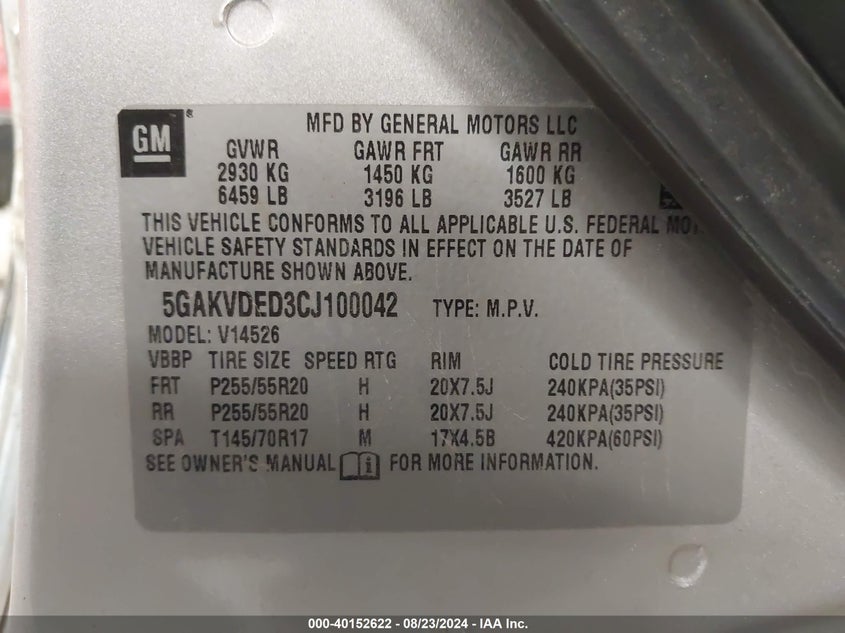 GM ®
MFD BY GENERAL MOTORS LLC
GVWR GAWR FRT GAWR RR
2930 KG 1450 KG 1600 KG
6459 LB 3196 LB 3527 LB
THIS VEHICLE CONFORMS TO ALL APPLICABLE U.S. FEDERAL
VEHICLE SAFETY STANDARDS IN EFFECT ON THE DATE OF
MANUFACTURE SHOWN ABOVE.
5GAKVDED3CJ100042 TYPE: M.P.V.
MODEL: V14526
VBBP TIRE SIZE SPEED RTG RIM COLD TIRE PRESSURE
FRT P255/55R20 H 20X7.5J 240KPA(35PSI)
RR P255/55R20 H 20X7.5J 240KPA(35PSI)
SPA T145/70R17 M 17X4.5B 420KPA(60PSI)
SEE OWNER'S MANUAL i FOR MORE INFORMATION.
000-40152622 - 08/23/2024 - IAA Inc.